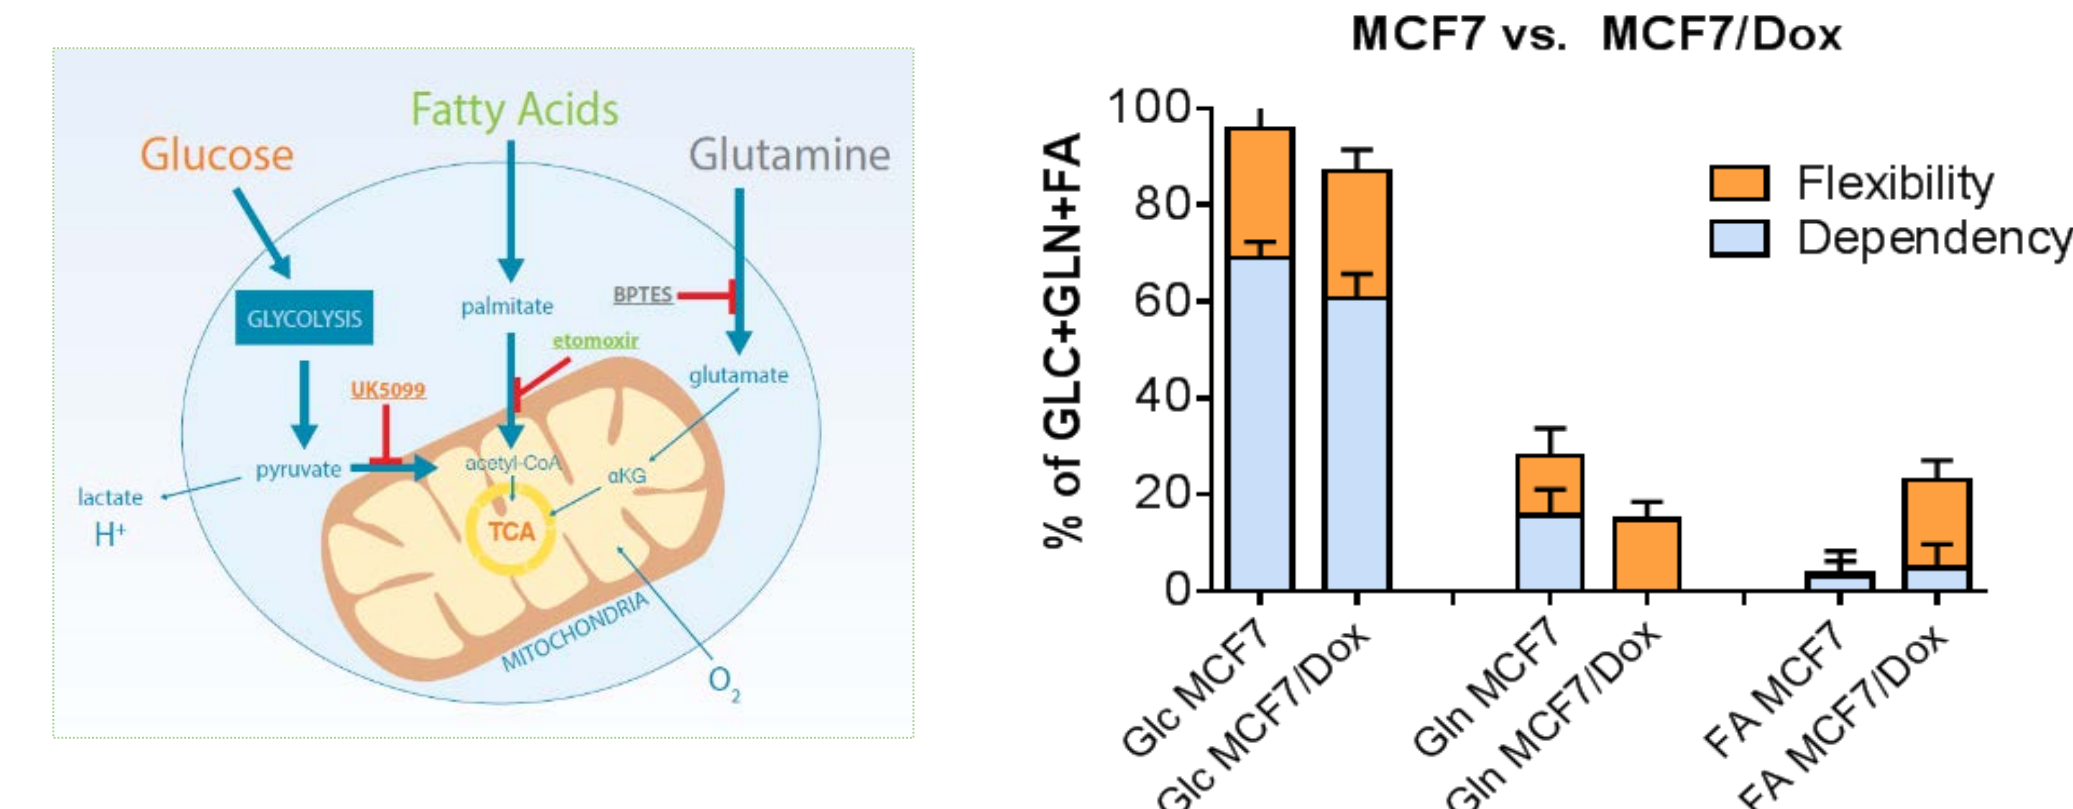 Fatty Acids
Glucose
Glutamine
GLYCOLYSIS
palmitate
BPTES
etomoxir
UK5099
glutamate
pyruvate
acetyl-CoA
αKG
lactate
H+
TCA
MITOCHONDRIA
O2
MCF7 vs. MCF7/Dox
% of GLC+GLN+FA
100
80
60
40
20
0
Flexibility
Dependency
Glc MCF7
Glc MCF7/Dox
Gln MCF7
Gln MCF7/Dox
FA MCF7
FA MCF7/Dox